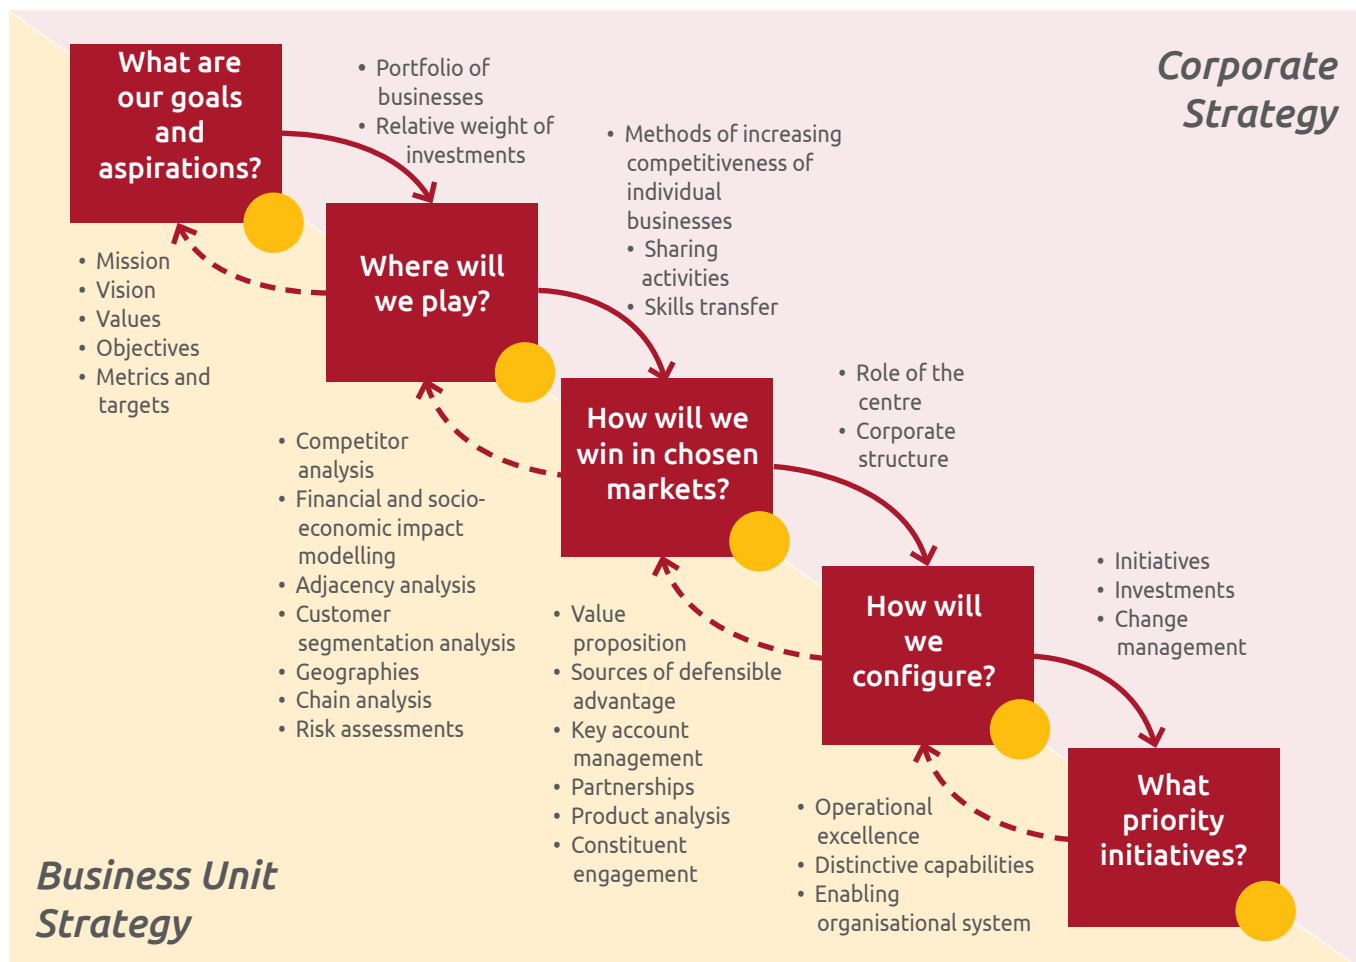 Corporate
Strategy
What are
our goals
and
aspirations?
• Portfolio of
businesses
• Relative weight of
investments
• Mission
• Vision
• Values
• Objectives
• Metrics and
targets
Where will
we play?
• Methods of increasing
competitiveness of
individual
businesses
• Sharing
activities
• Skills transfer
• Competitor
analysis
• Financial and socio-
economic impact
modelling
• Adjacency analysis
• Customer
segmentation analysis
• Geographies
• Chain analysis
• Risk assessments
How will we
win in chosen
markets?
• Role of the
centre
• Corporate
structure
• Value
proposition
• Sources of defensible
advantage
• Key account
management
• Partnerships
• Product analysis
• Constituent
engagement
How will
we
configure?
• Initiatives
• Investments
• Change
management
• Operational
excellence
• Distinctive capabilities
• Enabling
organisational system
What
priority
initiatives?
Business Unit
Strategy